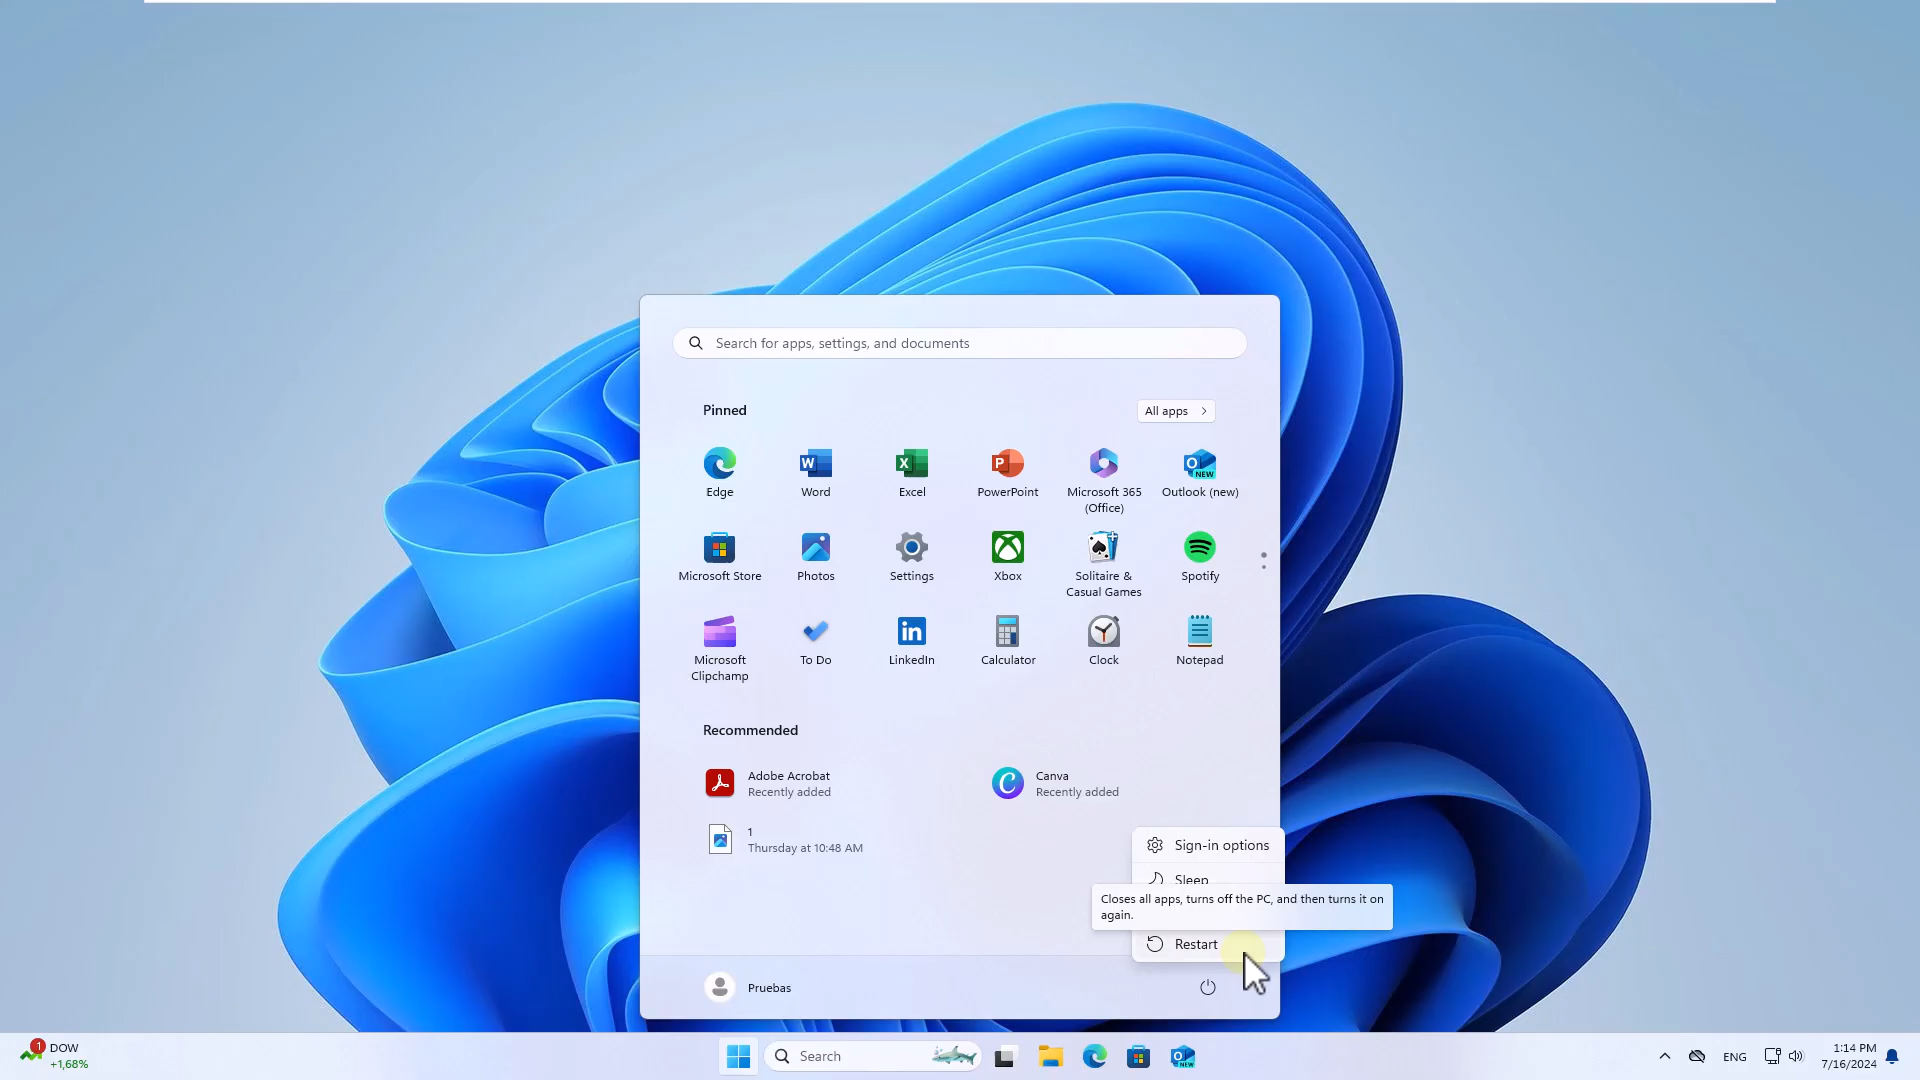 Search for apps, settings, and documents
Pinned
All apps
Edge
Word
Excel
PowerPoint
Microsoft 365
(Office)
Outlook (new)
Microsoft Store
Photos
Settings
Xbox
Solitaire &
Casual Games
Spotify
Microsoft
Clipchamp
To Do
LinkedIn
Calculator
Clock
Notepad
Recommended
Adobe Acrobat
Recently added
Canva
Recently added
1
Thursday at 10:48 AM
Sign-in options
Sleep
Closes all apps, turns off the PC, and then turns it on
again.
Restart
Pruebas
1
DOW
+1,68%
Search
NEW
ENG
1:14 PM
7/16/2024